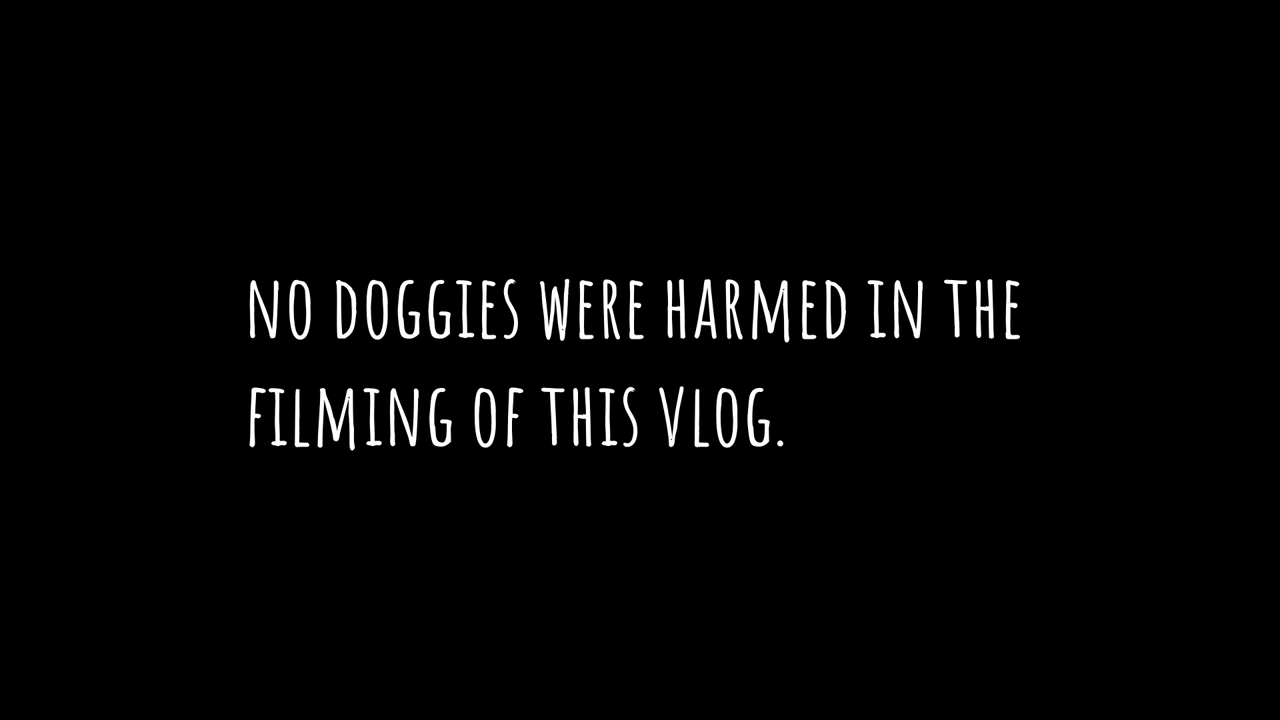 NO DOGGIES WERE HARMED IN THE
FILMING OF THIS VLOG.